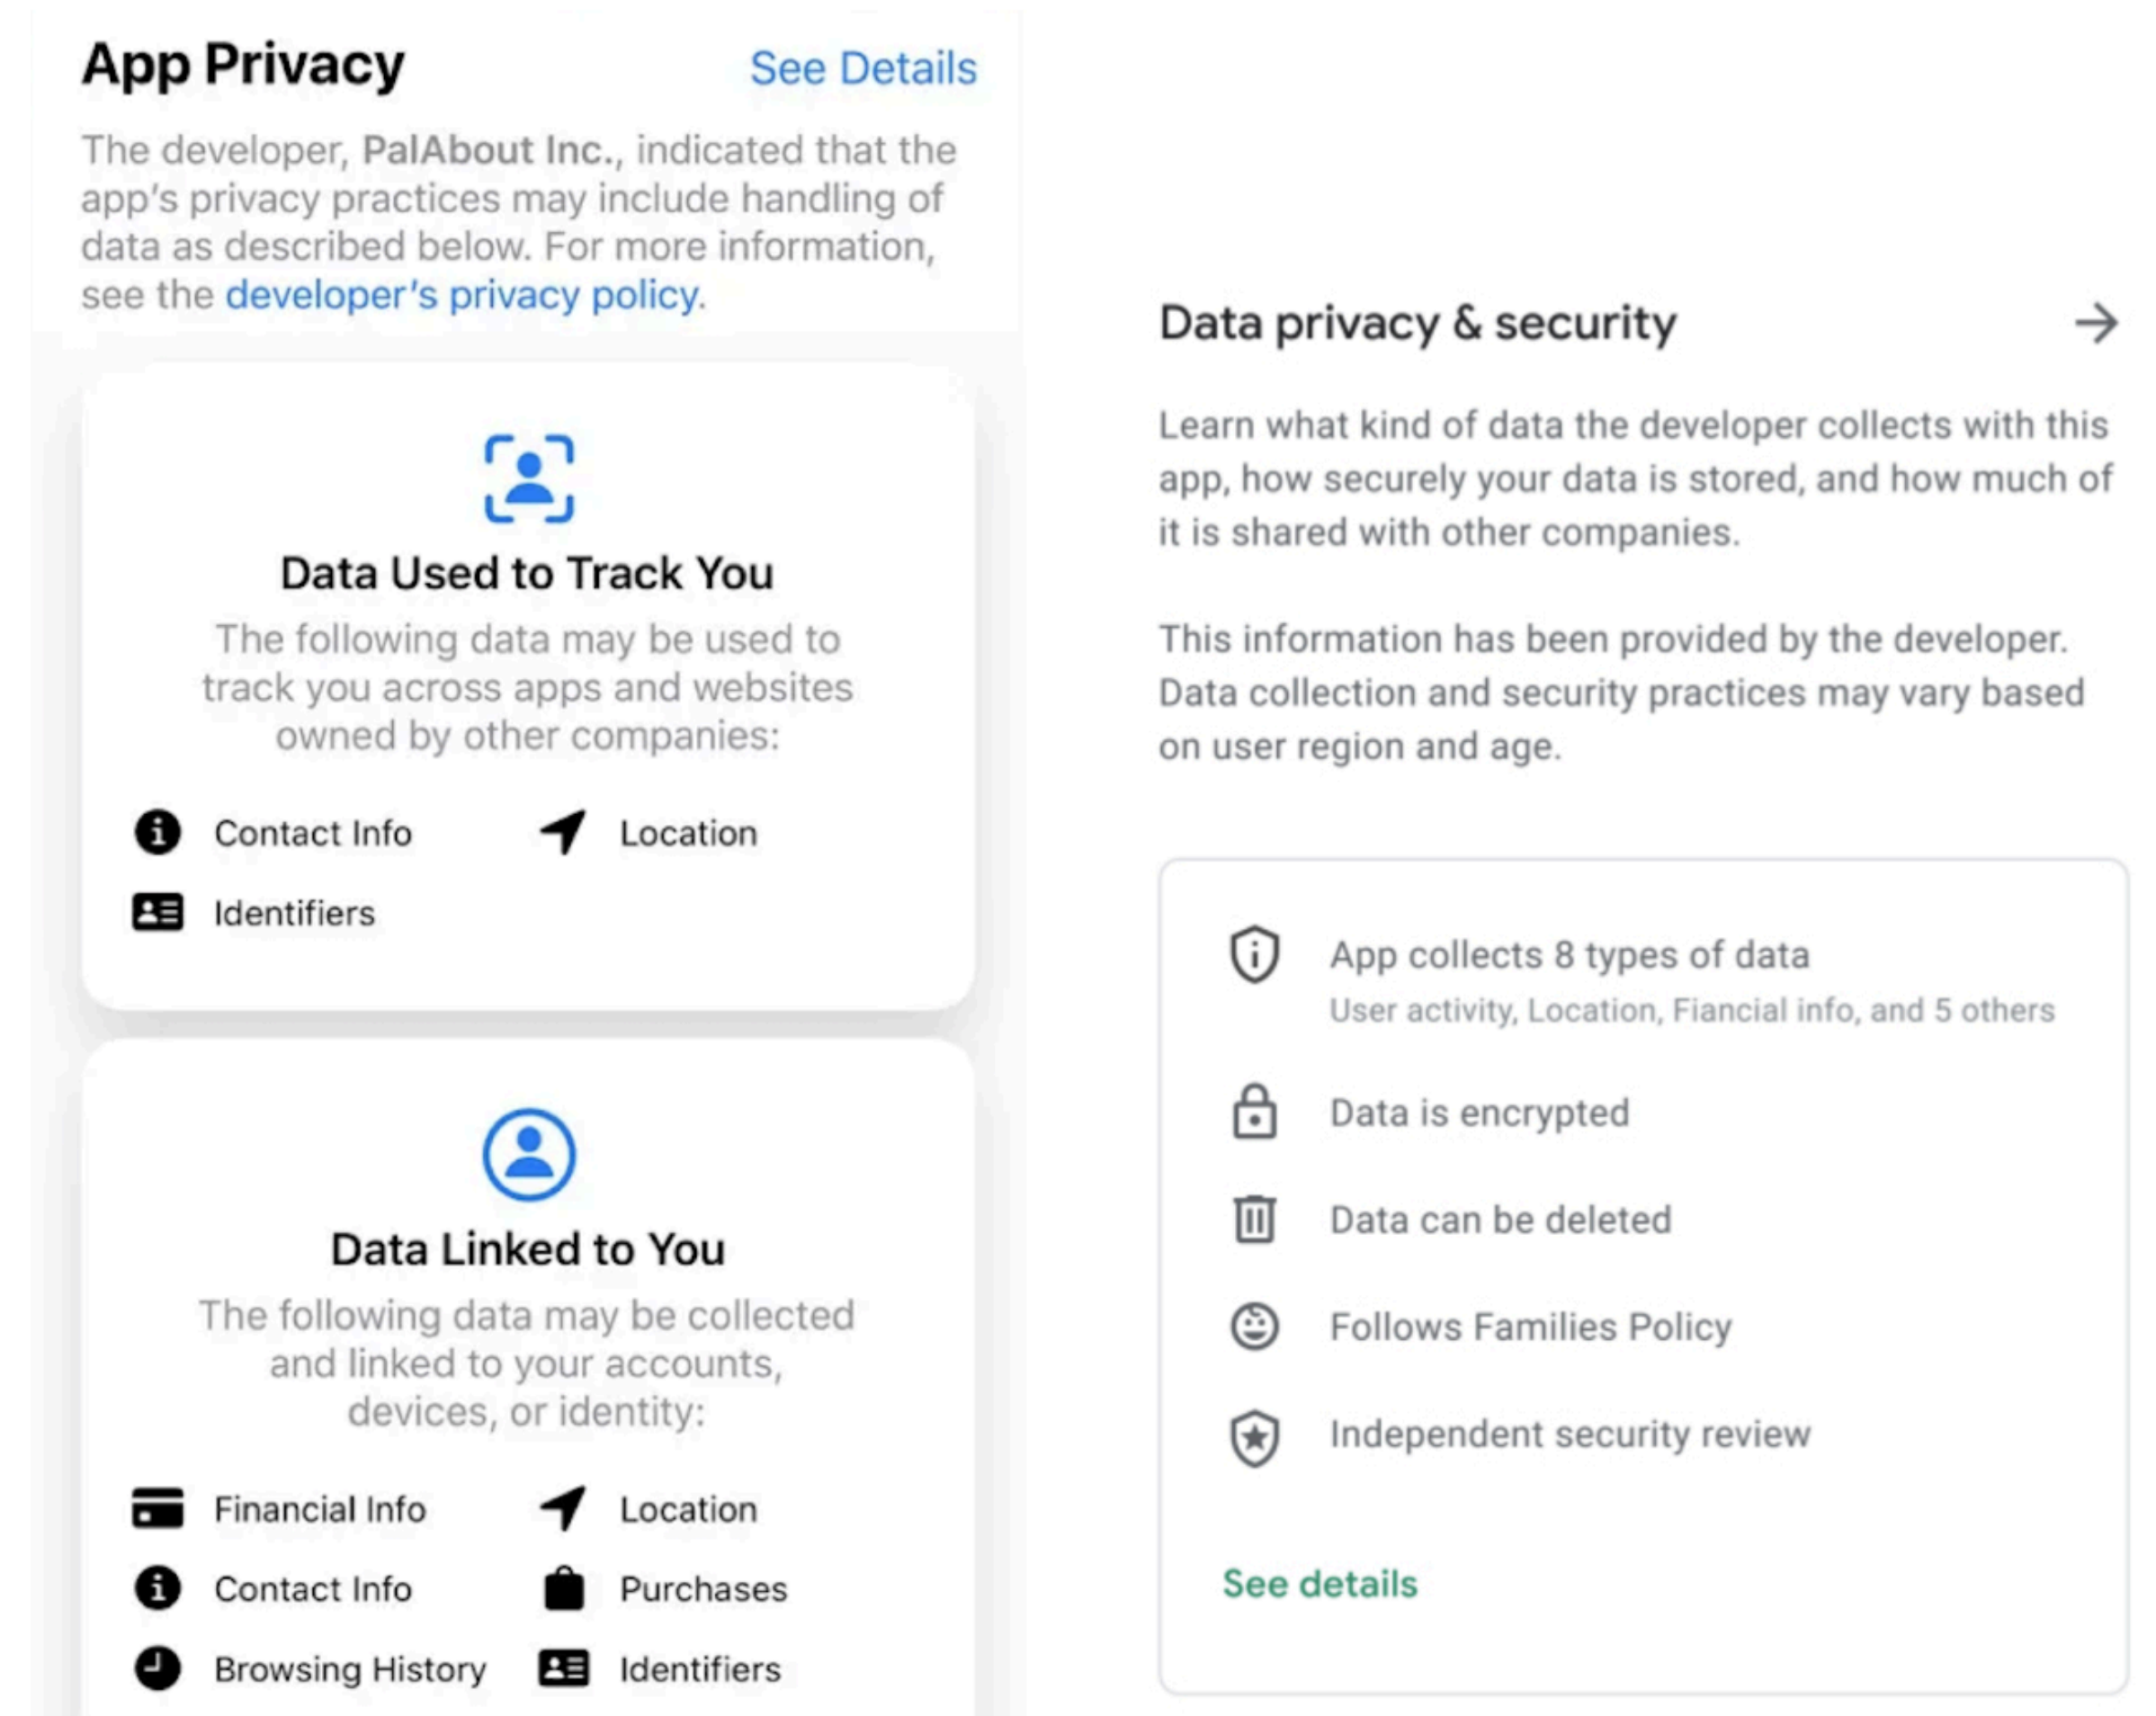 App Privacy
See Details
The developer, PalAbout Inc., indicated that the
app's privacy practices may include handling of
data as described below. For more information,
see the developer's privacy policy.
Data Used to Track You
The following data may be used to
track you across apps and websites
owned by other companies:
Contact Info
Location
Identifiers
Data Linked to You
The following data may be collected
and linked to your accounts,
devices, or identity:
Financial Info
Location
Contact Info
Purchases
Browsing History
Identifiers
Data privacy & security
Learn what kind of data the developer collects with this
app, how securely your data is stored, and how much of
it is shared with other companies.
This information has been provided by the developer.
Data collection and security practices may vary based
on user region and age.
App collects 8 types of data
User activity, Location, Fiancial info, and 5 others
Data is encrypted
Data can be deleted
Follows Families Policy
Independent security review
See details